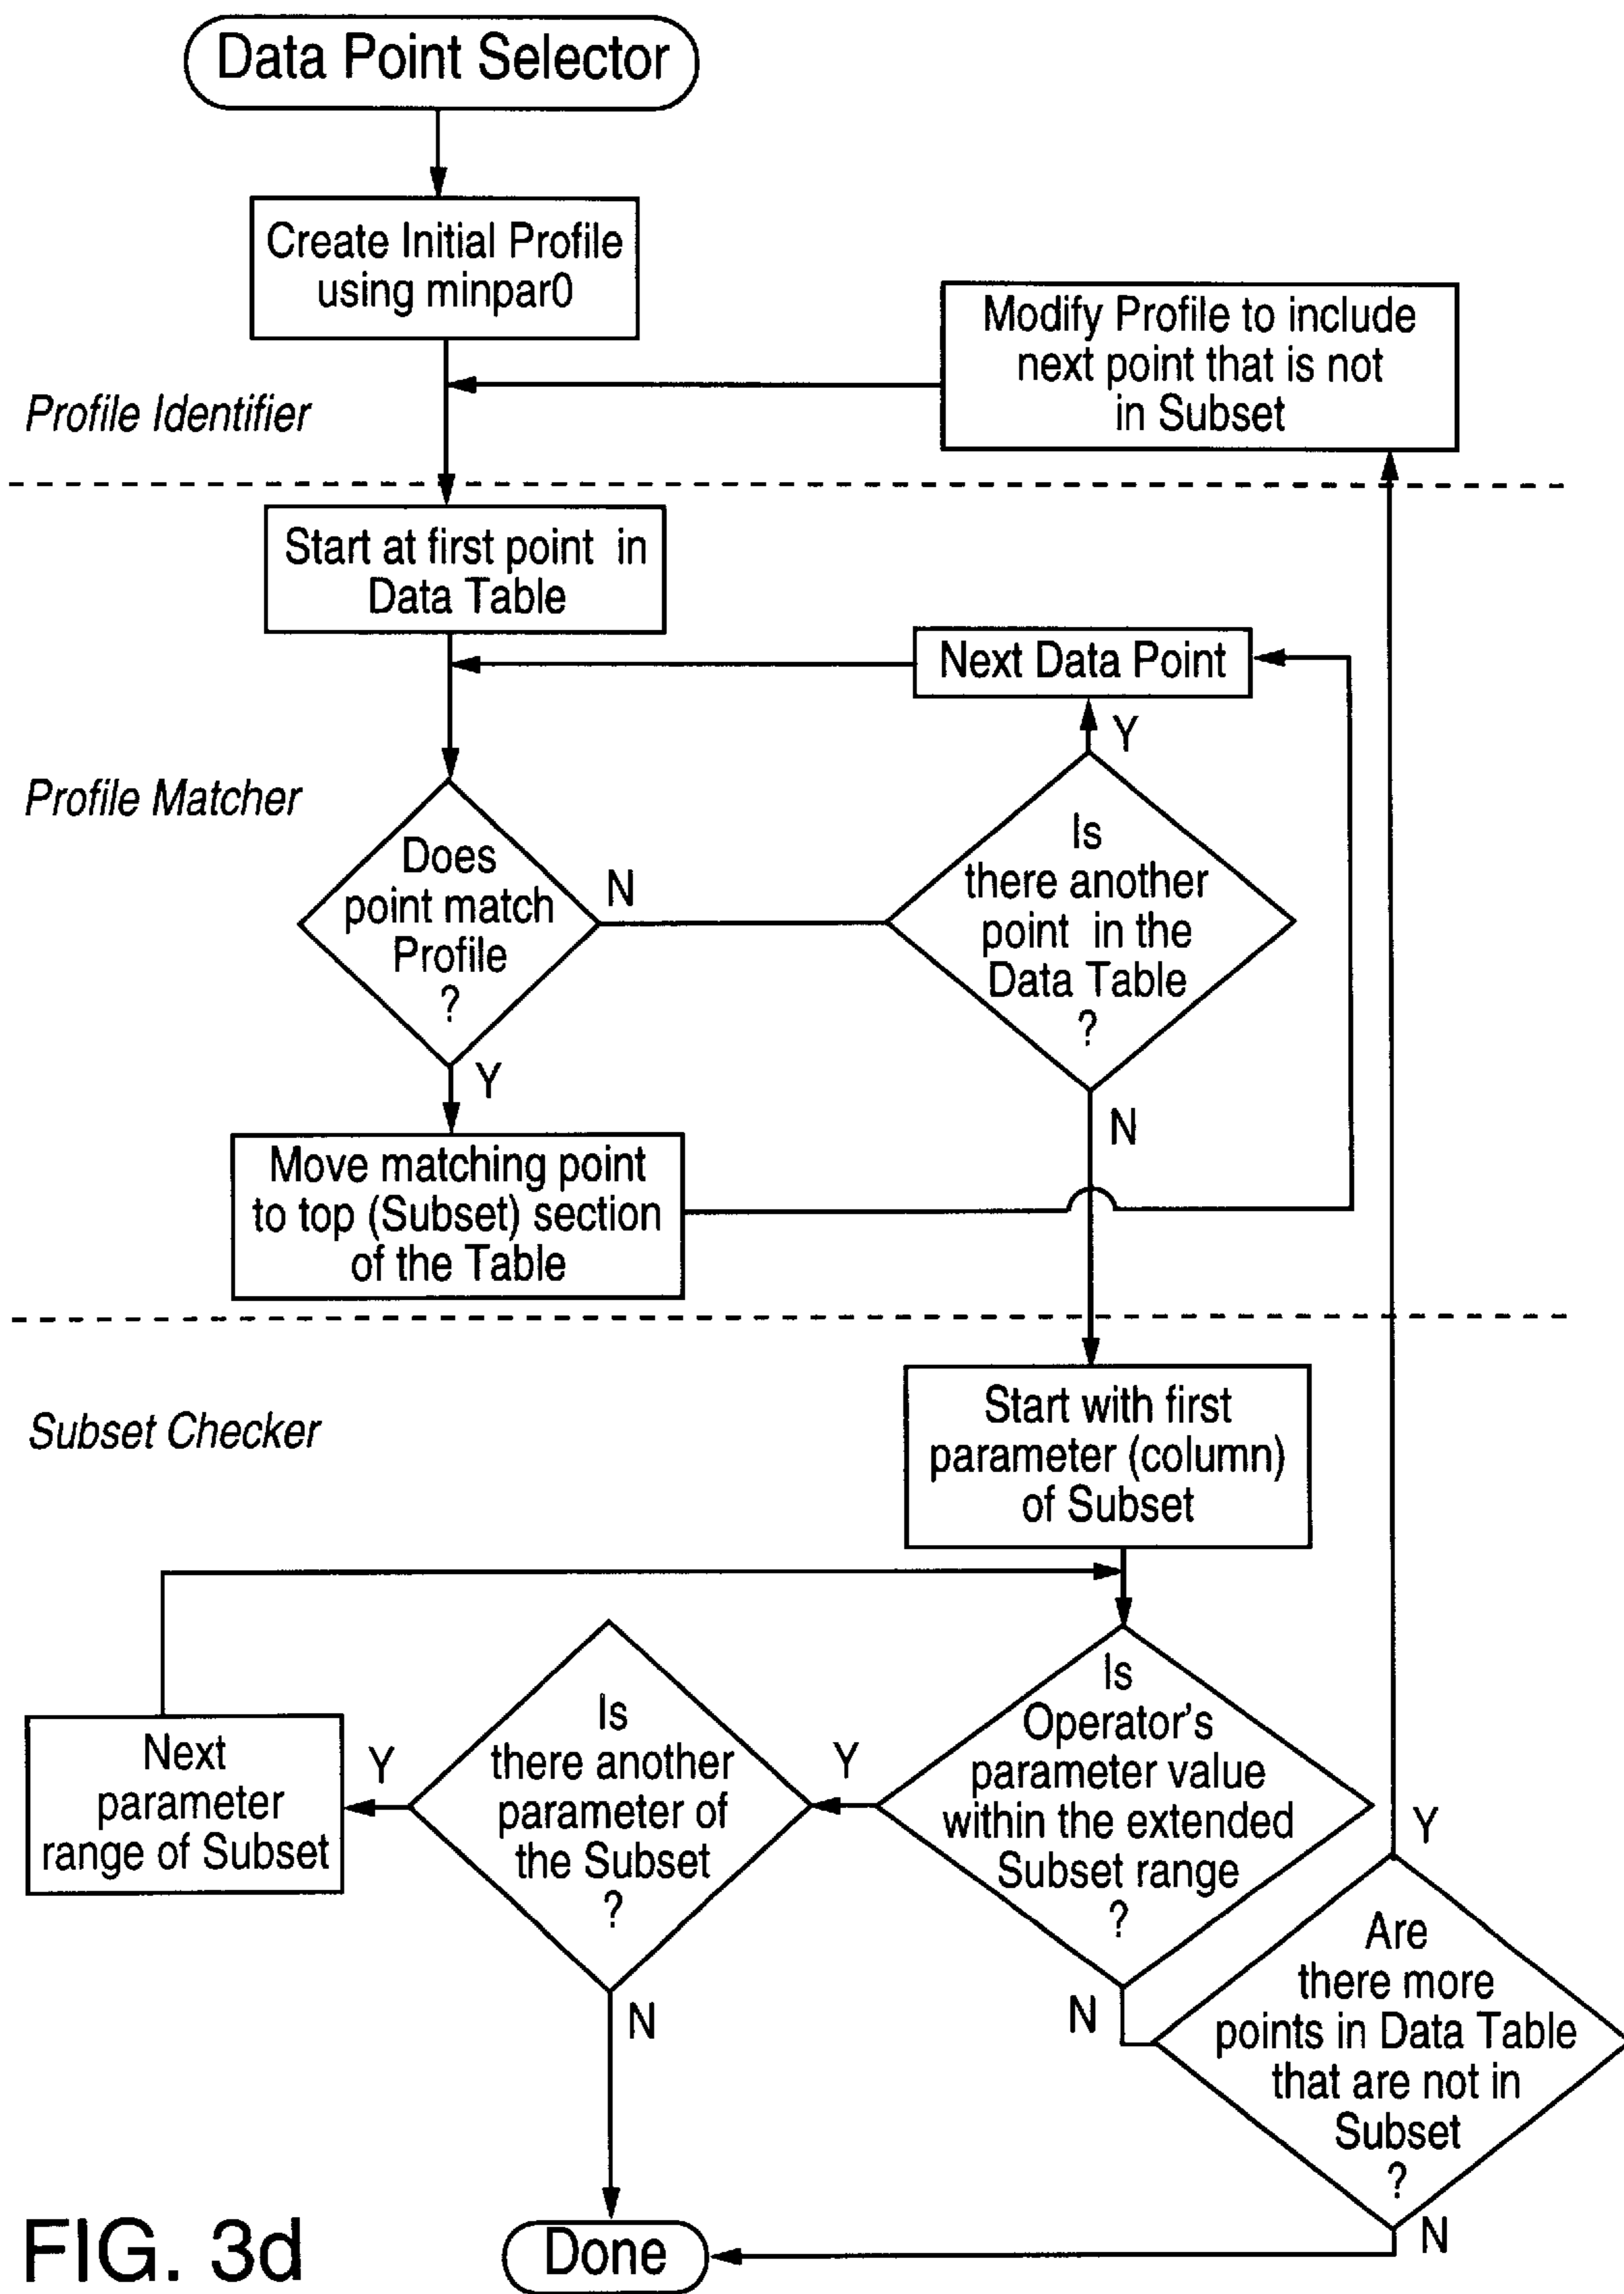 Data Point Selector
Create Initial Profile
using minpar0
Modify Profile to include
next point that is not
in Subset
Profile Identifier
Start at first point in
Data Table
Next Data Point
Y
Profile Matcher
Does
point match
Profile
?
N
Is
there another
point in the
Data Table
?
Y
N
Move matching point
to top (Subset) section
of the Table
Subset Checker
Start with first
parameter (column)
of Subset
Is
Operator's
parameter value
within the extended
Subset range
?
Y
Is
there another
parameter of
the Subset
?
Y
Next
parameter
range of Subset
N
N
Y
Are
there more
points in Data Table
that are not in
Subset
?
N
Done
FIG. 3d